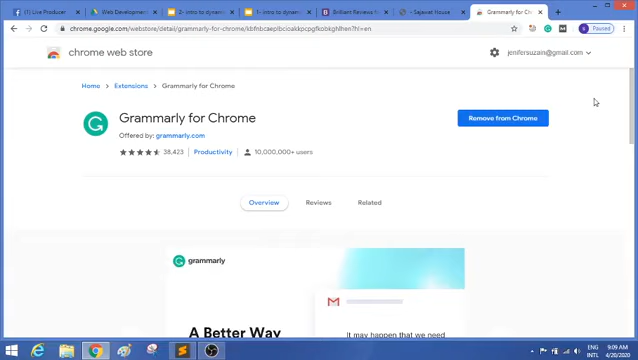 (1) Live Producer
Web Development
2- intro to dynam
1- intro to dynam
Brilliant Reviews
~ Sajawat House
Grammarly for Ch
chrome.google.com/webstore/detail/grammarly-for-chrome/kbfnbcaeplbcioakkpcpgfkobkghlhen?hl=en
Paused
chrome web store
jenifersuzain@gmail.com
Home
Extensions
Grammarly for Chrome
Grammarly for Chrome
Remove from Chrome
Offered by: grammarly.com
38,423
Productivity
10,000,000+ users
Overview
Reviews
Related
grammarly
A Better Way
It may happen that we need
ENG
INTL
9:09 AM
4/28/2020